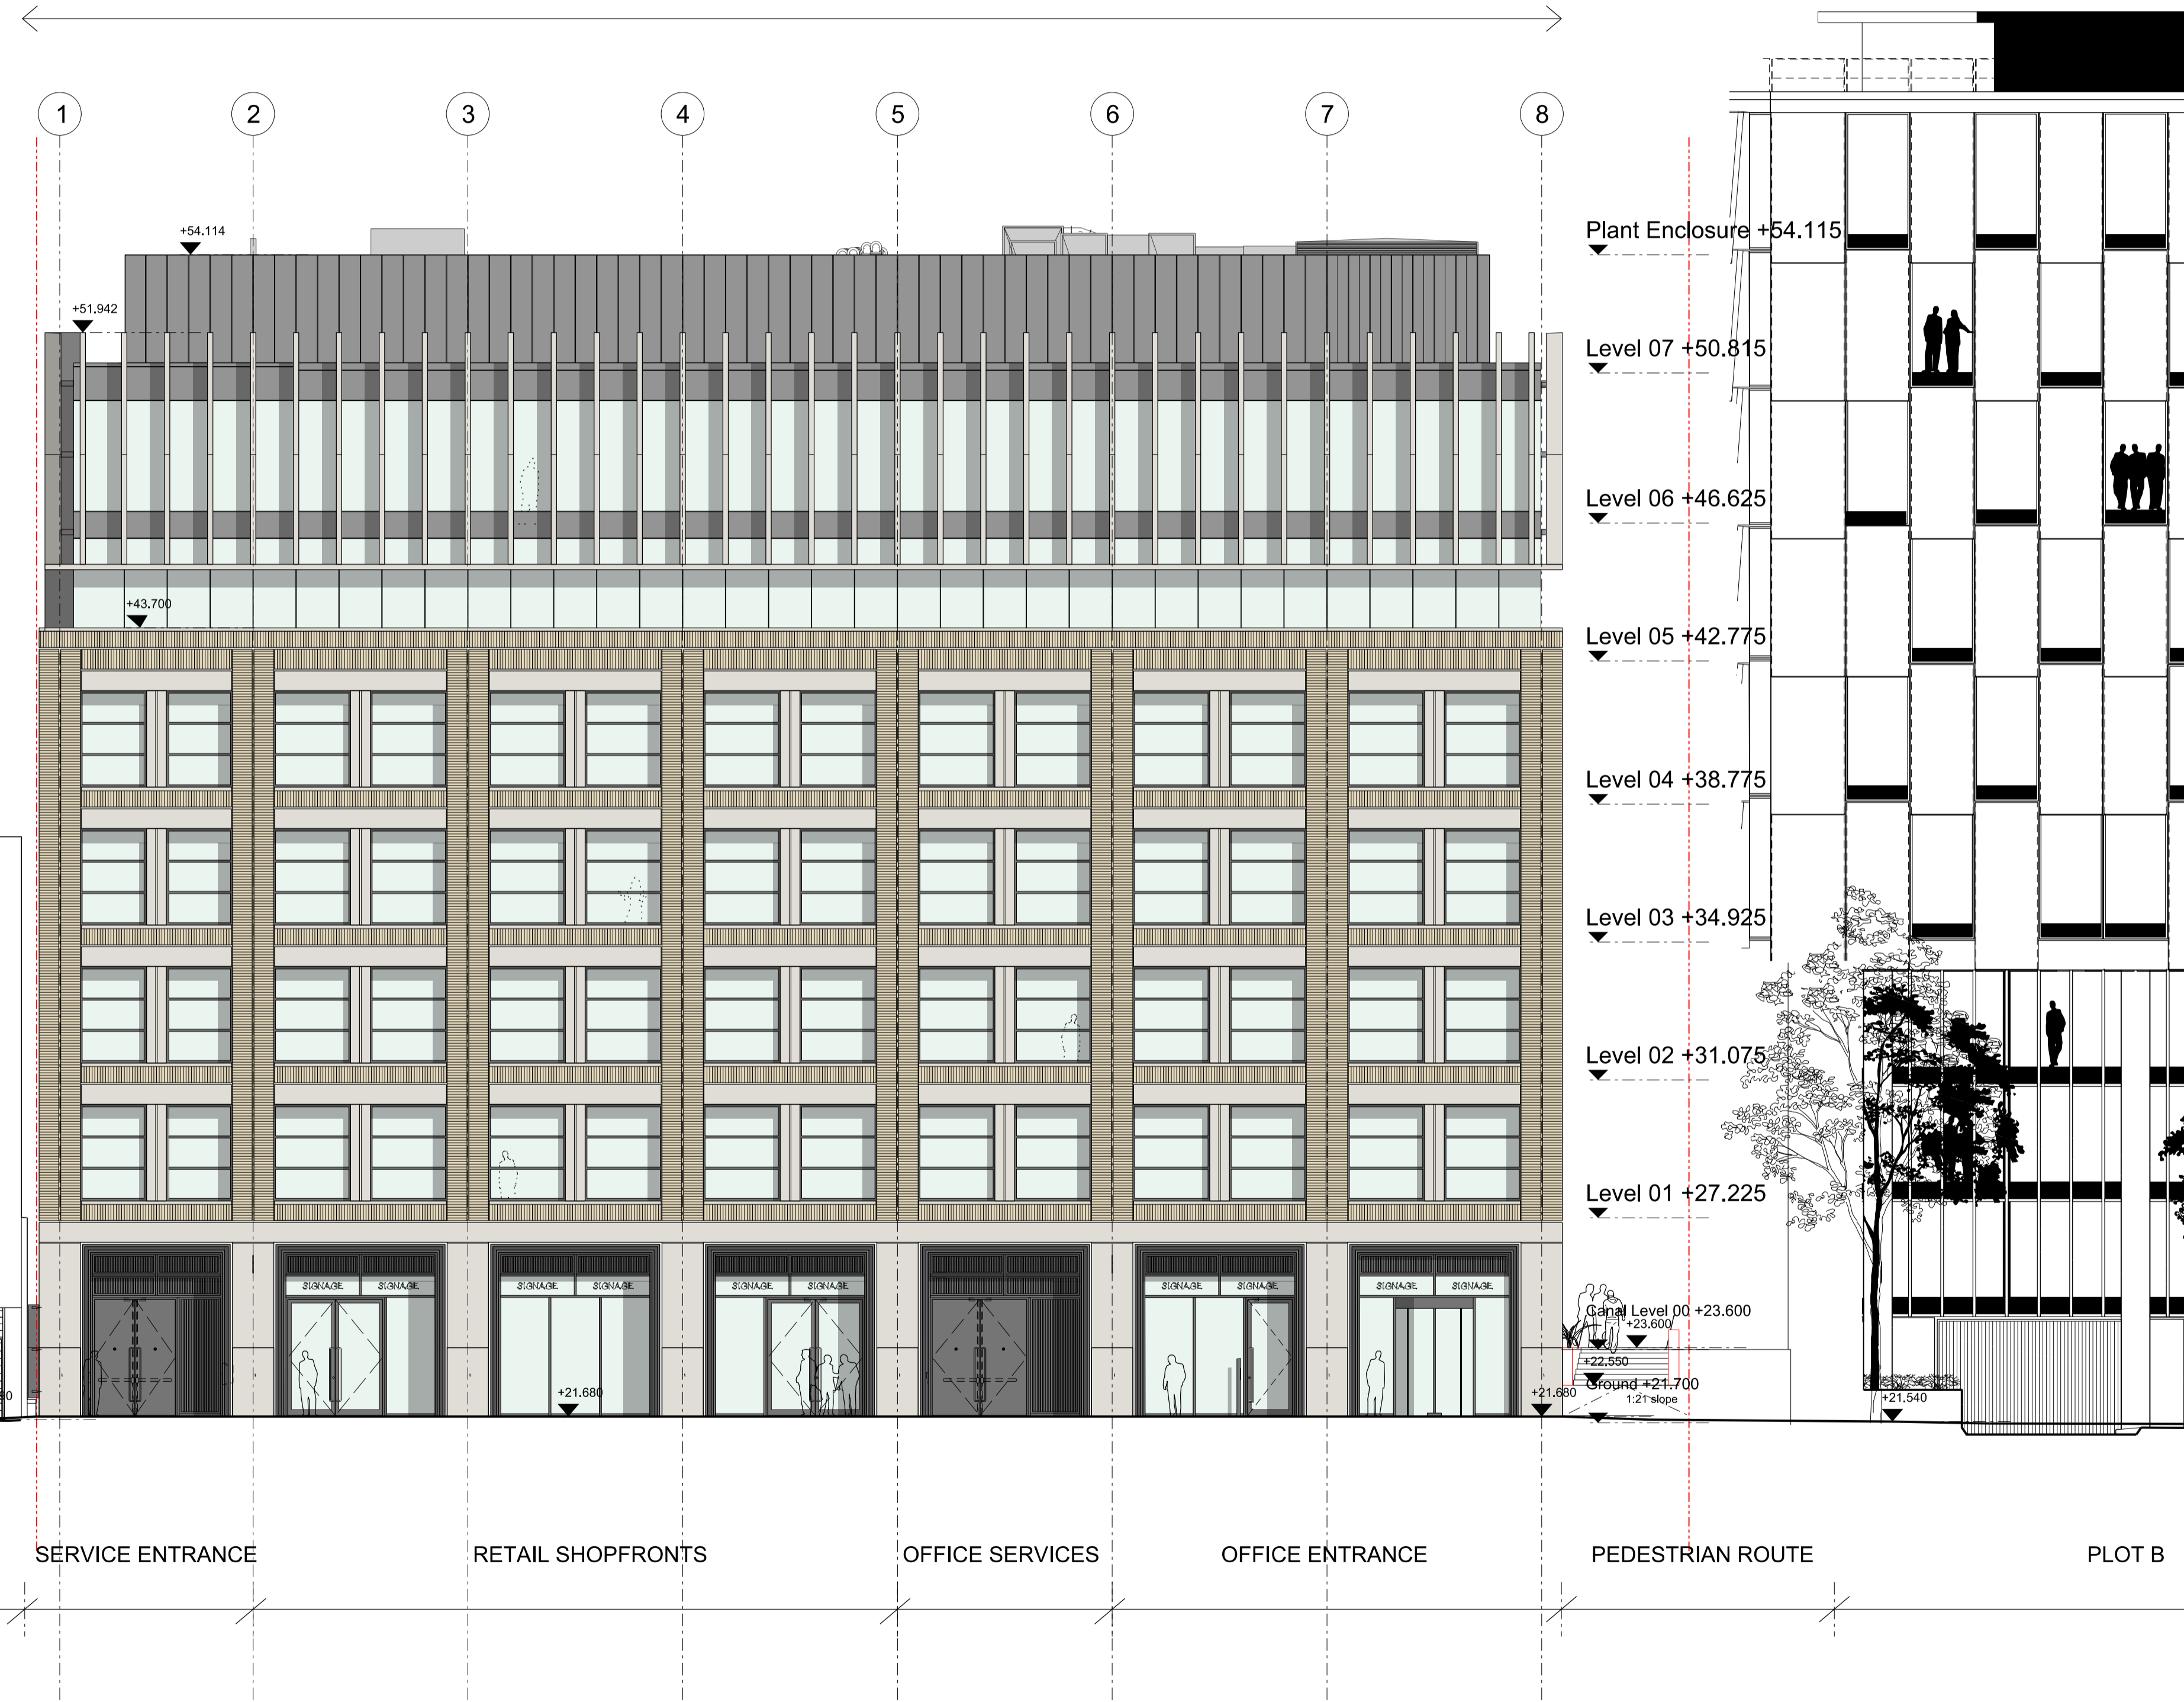 1 2 3 4 5 6 7 8
+54.114
Plant Enclosure +54.115
+51.942
Level 07 +50.815
Level 06 +46.625
+43.700
Level 05 +42.775
Level 04 +38.775
Level 03 +34.925
Level 02 +31.075
Level 01 +27.225
SIGNAGE SIGNAGE SIGNAGE SIGNAGE SIGNAGE SIGNAGE SIGNAGE SIGNAGE SIGNAGE SIGNAGE
Canal Level 00 +23.600
+23.600
+22.550
Ground +21.700
+21.680
+21.680
1:21 slope
+21.540
SERVICE ENTRANCE RETAIL SHOPFRONTS OFFICE SERVICES OFFICE ENTRANCE PEDESTRIAN ROUTE PLOT B